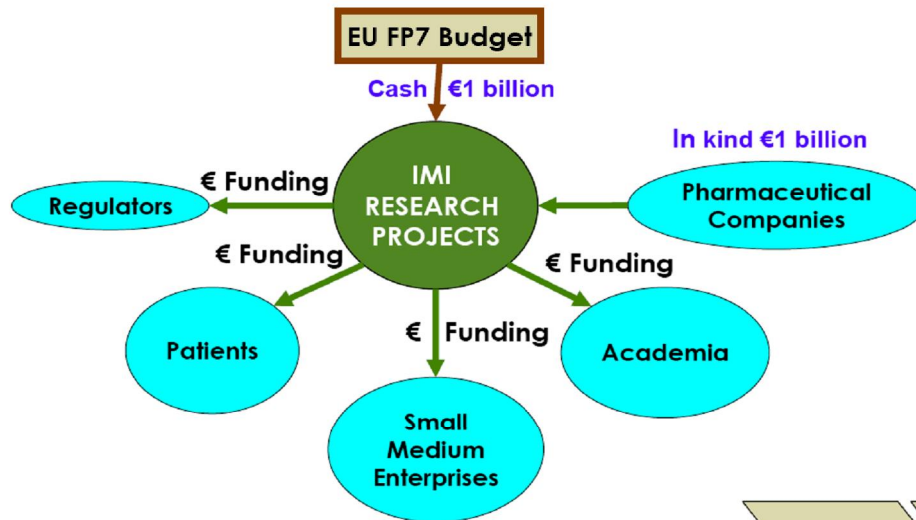 EU FP7 Budget
Cash €1 billion
In kind €1 billion
IMI
RESEARCH
PROJECTS
Pharmaceutical
Companies
€ Funding
Regulators
€ Funding
€ Funding
Patients
€ Funding
Academia
Small
Medium
Enterprises